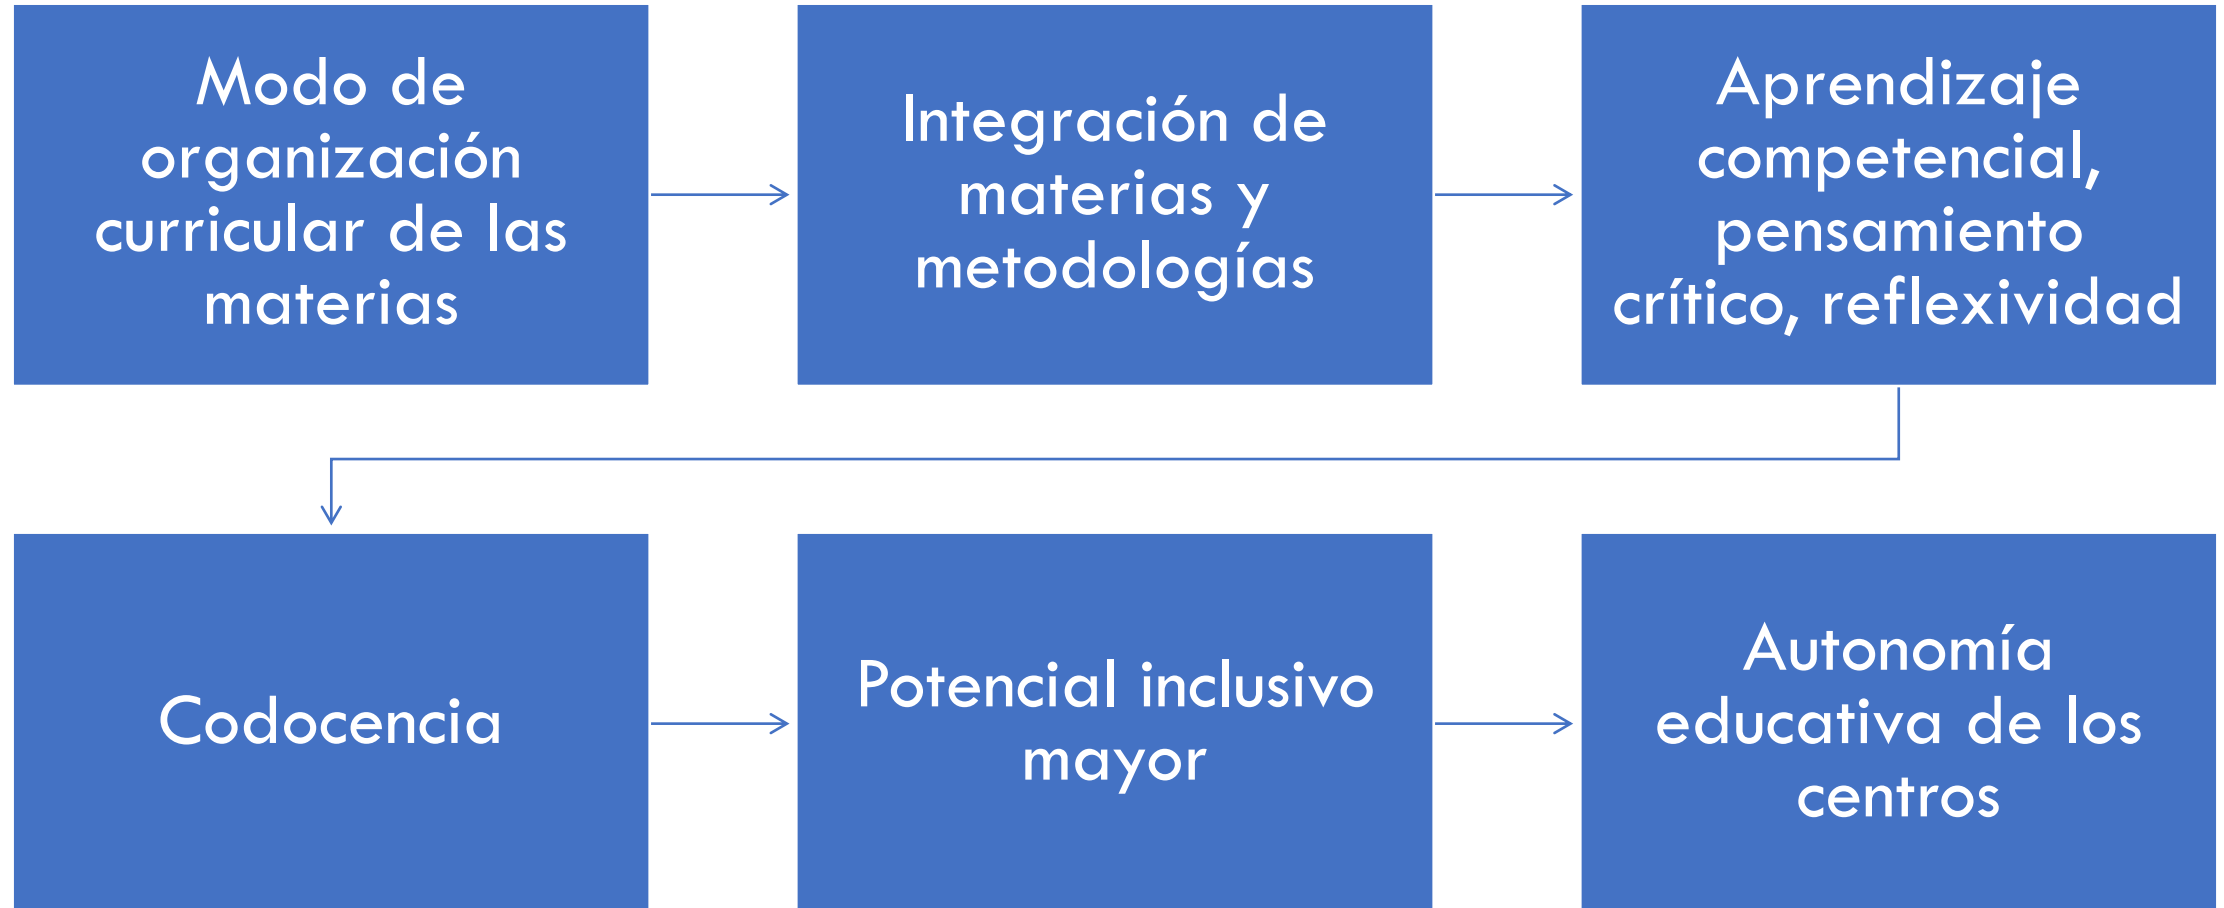 Modo de
organización
curricular de las
materias
Integración de
materias y
metodologías
Aprendizaje
competencial,
pensamiento
crítico, reflexividad
Codocencia
Potencial inclusivo
mayor
Autonomía
educativa de los
centros